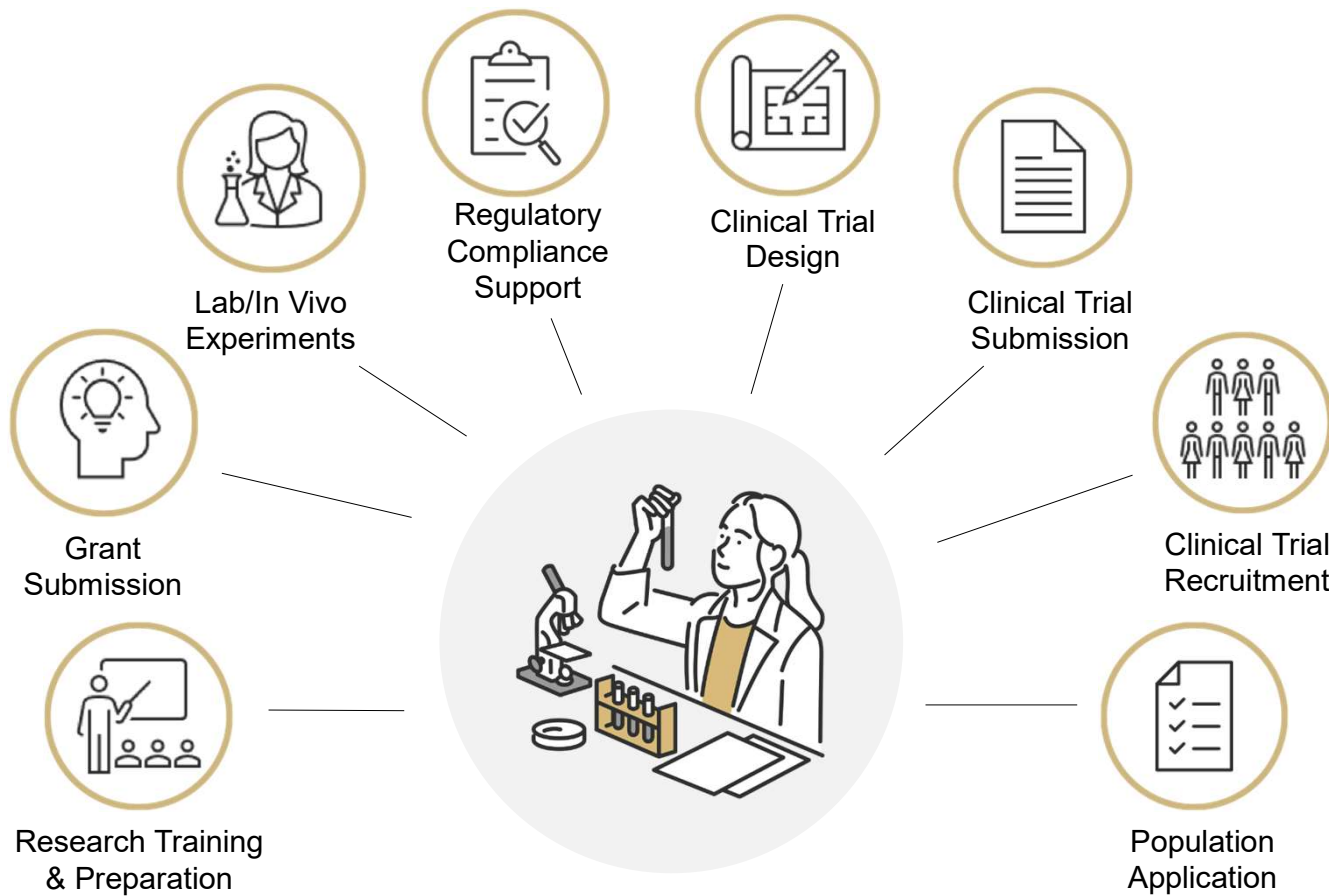 Regulatory
Compliance
Support
Clinical Trial
Design
Lab/In Vivo
Experiments
Clinical Trial
Submission
Grant
Submission
Clinical Trial
Recruitment
Research Training
& Preparation
Population
Application